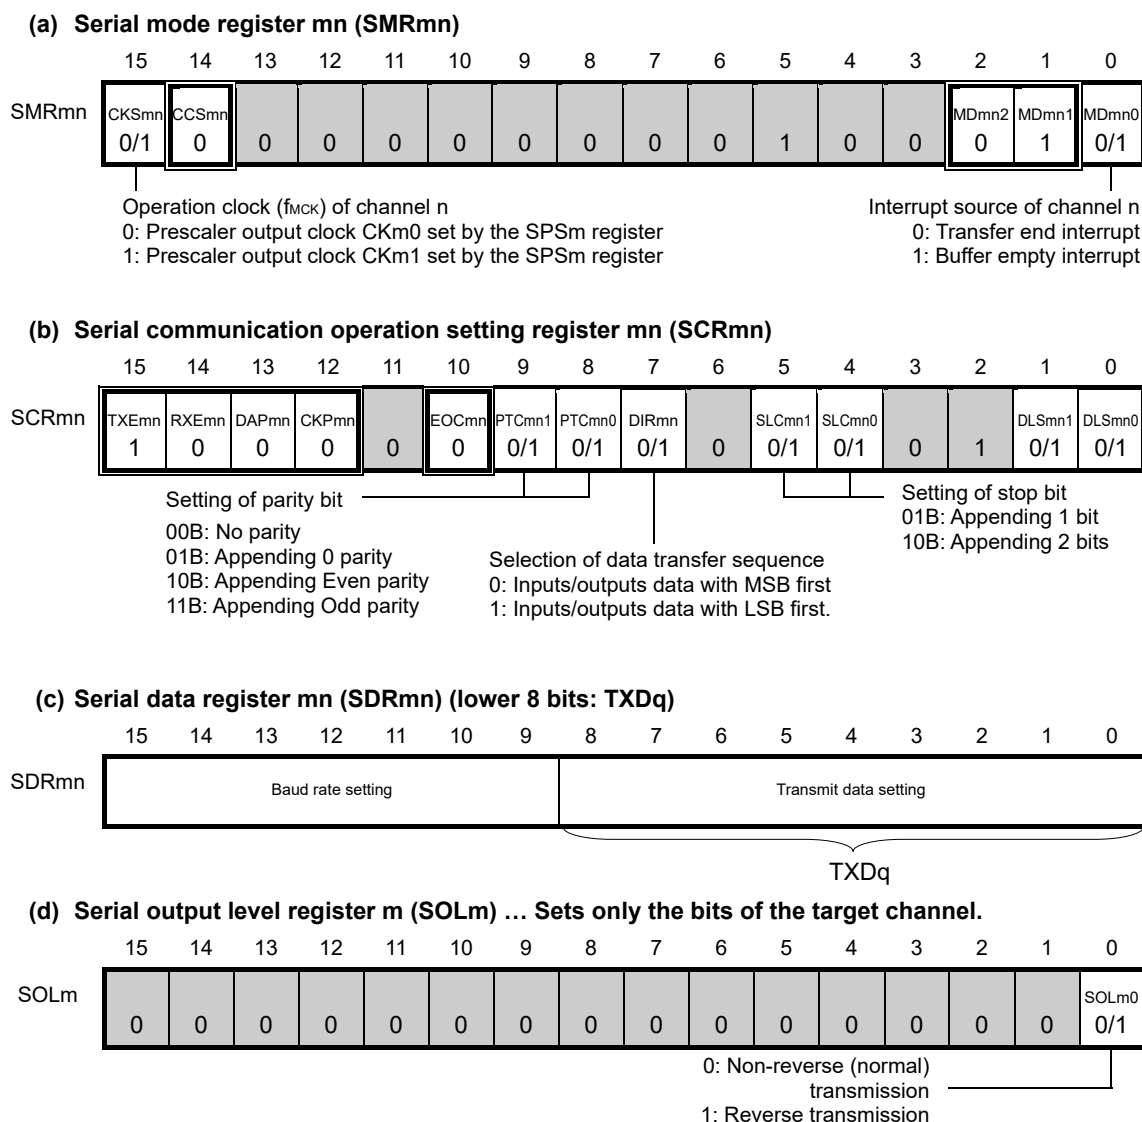 (a) Serial mode register mn (SMRmn)
15 14 13 12 11 10 9 8 7 6 5 4 3 2 1 0
SMRmn
CKSmn CCSmn MDmn2 MDmn1 MDmn0
0/1 0 0 0 0 0 0 0 0 0 1 0 0 0 1 0/1
Operation clock (fMCK) of channel n
0: Prescaler output clock CKm0 set by the SPSm register
1: Prescaler output clock CKm1 set by the SPSm register
Interrupt source of channel n
0: Transfer end interrupt
1: Buffer empty interrupt
(b) Serial communication operation setting register mn (SCRmn)
15 14 13 12 11 10 9 8 7 6 5 4 3 2 1 0
SCRmn
TXEmn RXEmn DAPmn CKPmn EOCmn PTCmn1 PTCmn0 DIRmn SLCmn1 SLCmn0 DLSmn1 DLSmn0
1 0 0 0 0 0 0/1 0/1 0/1 0 0/1 0/1 0 1 0/1 0/1
Setting of parity bit
00B: No parity
01B: Appending 0 parity
10B: Appending Even parity
11B: Appending Odd parity
Selection of data transfer sequence
0: Inputs/outputs data with MSB first
1: Inputs/outputs data with LSB first.
Setting of stop bit
01B: Appending 1 bit
10B: Appending 2 bits
(c) Serial data register mn (SDRmn) (lower 8 bits: TXDq)
15 14 13 12 11 10 9 8 7 6 5 4 3 2 1 0
SDRmn
Baud rate setting Transmit data setting
TXDq
(d) Serial output level register m (SOLm) … Sets only the bits of the target channel.
15 14 13 12 11 10 9 8 7 6 5 4 3 2 1 0
SOLm
SOLm0
0 0 0 0 0 0 0 0 0 0 0 0 0 0 0 0/1
0: Non-reverse (normal)
transmission
1: Reverse transmission